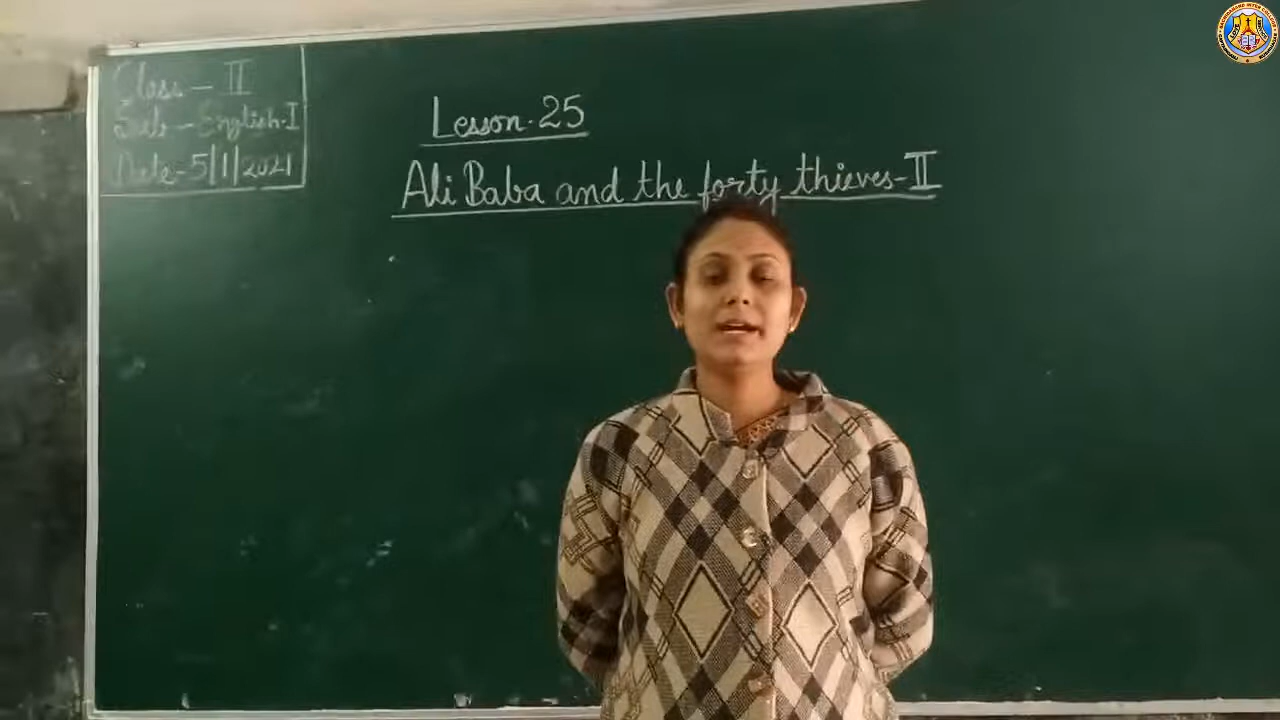 Class - II
Sub - English-I
Date-5/1/2021
Lesson-25
Ali Baba and the forty thieves-II